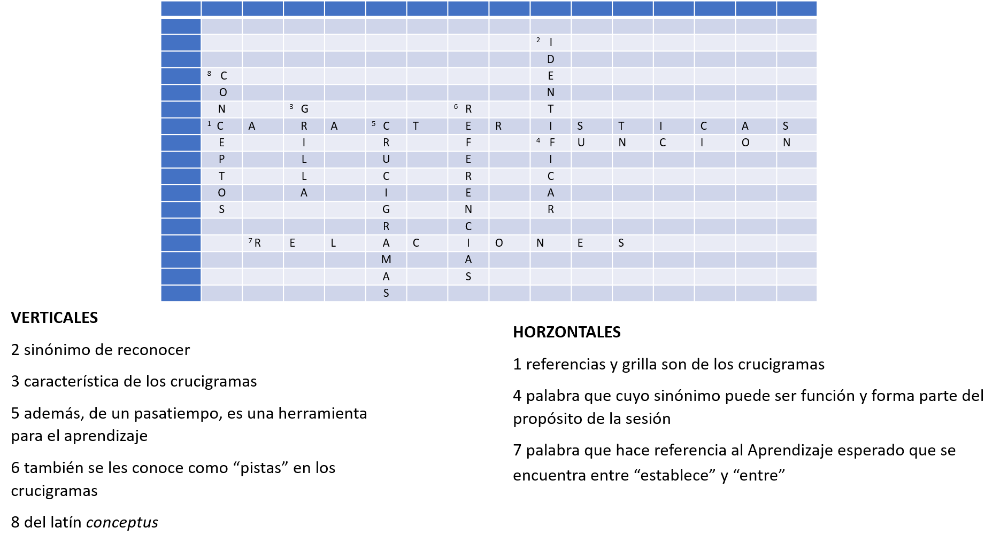 2 I
D
8 C E
O N
N 3 G 6 R T
1 C A R A 5 C T E R I S T I C A S
E I R F 4 F U N C I O N
P L U E I
T L C R C
O A I E A
S G N R
R C
7 R E L A C I O N E S
M A
A S
S
VERTICALES
2 sinónimo de reconocer
3 característica de los crucigramas
5 además, de un pasatiempo, es una herramienta
para el aprendizaje
6 también se les conoce como “pistas” en los
crucigramas
8 del latín conceptus
HORZONTALES
1 referencias y grilla son de los crucigramas
4 palabra que cuyo sinónimo puede ser función y forma parte del
propósito de la sesión
7 palabra que hace referencia al Aprendizaje esperado que se
encuentra entre “establece” y “entre”